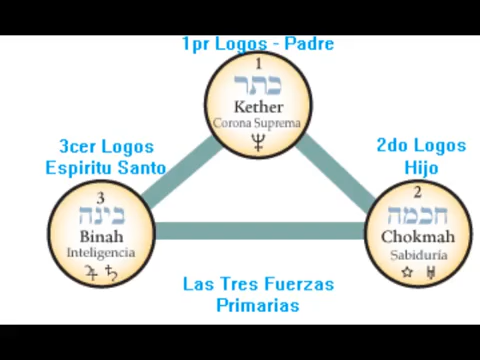 1pr Logos - Padre
1
כתר
Kether
Corona Suprema
♆
3cer Logos
Espiritu Santo
2do Logos
Hijo
3
בינה
Binah
Inteligencia
♃ ♄
2
חכמה
Chokmah
Sabiduría
☆ ♅
Las Tres Fuerzas
Primarias